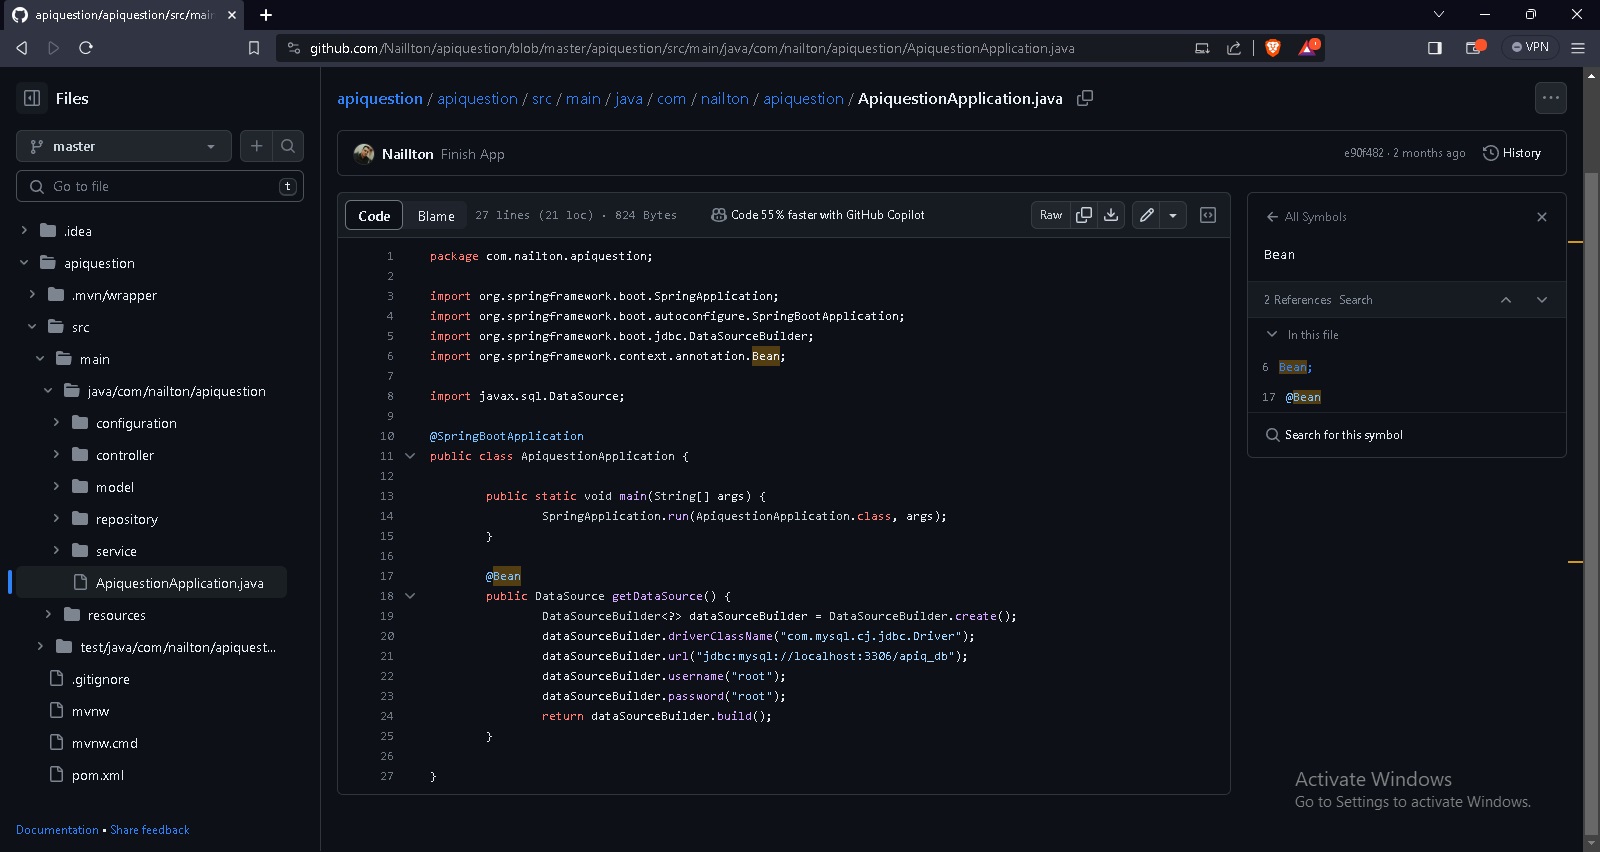 apiquestion/apiquestion/src/mai
github.com/Naillton/apiquestion/blob/master/apiquestion/src/main/java/com/nailton/apiquestion/ApiquestionApplication.java
1
VPN
Files
master
Go to file
t
.idea
apiquestion
.mvn/wrapper
src
main
java/com/nailton/apiquestion
configuration
controller
model
repository
service
ApiquestionApplication.java
resources
test/java/com/nailton/apiquest...
.gitignore
mvnw
mvnw.cmd
pom.xml
Documentation • Share feedback
apiquestion / apiquestion / src / main / java / com / nailton / apiquestion / ApiquestionApplication.java
Naillton Finish App
e90f482 · 2 months ago
History
Code
Blame
27 lines (21 loc) · 824 Bytes
Code 55% faster with GitHub Copilot
Raw
1 package com.nailton.apiquestion;
2
3 import org.springframework.boot.SpringApplication;
4 import org.springframework.boot.autoconfigure.SpringBootApplication;
5 import org.springframework.boot.jdbc.DataSourceBuilder;
6 import org.springframework.context.annotation.Bean;
7
8 import javax.sql.DataSource;
9
10 @SpringBootApplication
11 public class ApiquestionApplication {
12
13 public static void main(String[] args) {
14 SpringApplication.run(ApiquestionApplication.class, args);
15 }
16
17 @Bean
18 public DataSource getDataSource() {
19 DataSourceBuilder<?> dataSourceBuilder = DataSourceBuilder.create();
20 dataSourceBuilder.driverClassName("com.mysql.cj.jdbc.Driver");
21 dataSourceBuilder.url("jdbc:mysql://localhost:3306/apiq_db");
22 dataSourceBuilder.username("root");
23 dataSourceBuilder.password("root");
24 return dataSourceBuilder.build();
25 }
26
27 }
All Symbols
Bean
2 References Search
In this file
6 Bean;
17 @Bean
Search for this symbol
Activate Windows
Go to Settings to activate Windows.